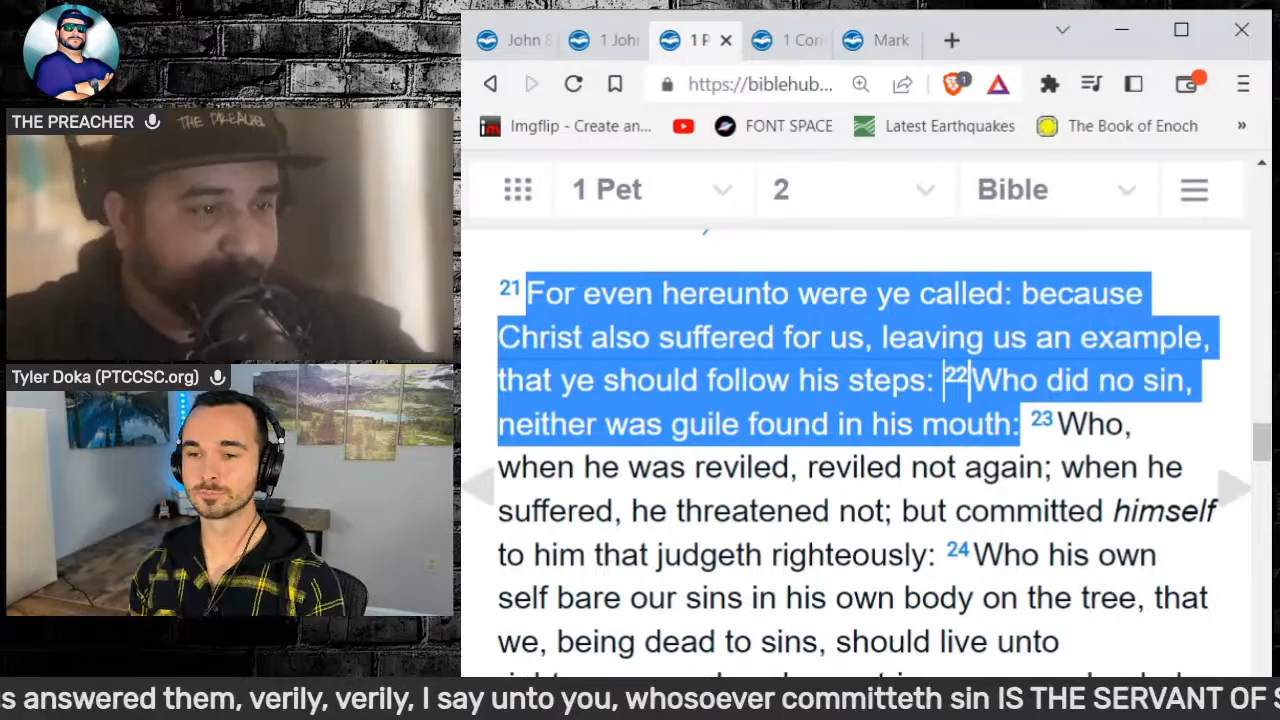 THE PREACHER
THE PREACHER
Tyler Doka (PTCCSC.org)
John 8
1 John
1 P
1 Cori
Mark
https://biblehub...
1
Imgflip - Create an...
FONT SPACE
Latest Earthquakes
The Book of Enoch
»
1 Pet
2
Bible
21 For even hereunto were ye called: because
Christ also suffered for us, leaving us an example,
that ye should follow his steps: 22 Who did no sin,
neither was guile found in his mouth: 23 Who,
when he was reviled, reviled not again; when he
suffered, he threatened not; but committed himself
to him that judgeth righteously: 24 Who his own
self bare our sins in his own body on the tree, that
we, being dead to sins, should live unto
s answered them, verily, verily, I say unto you, whosoever committeth sin IS THE SERVANT OF S